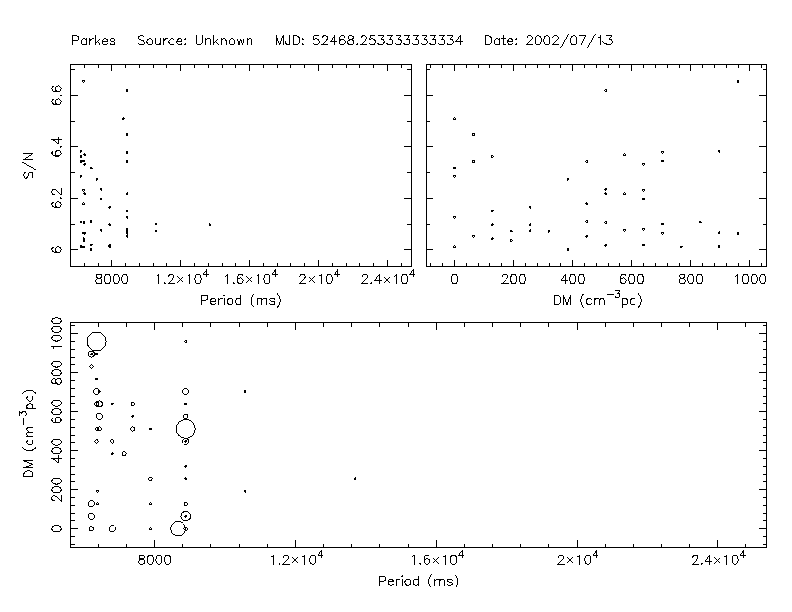 Parkes Source: Unknown MJD: 52468.253333333334 Date: 2002/07/13
S/N
6.6
6.4
6.2
6
8000 1.2×10⁴ 1.6×10⁴ 2×10⁴ 2.4×10⁴
Period (ms)
0 200 400 600 800 1000
DM (cm⁻³pc)
DM (cm⁻³pc)
1000
800
600
400
200
0
8000 1.2×10⁴ 1.6×10⁴ 2×10⁴ 2.4×10⁴
Period (ms)